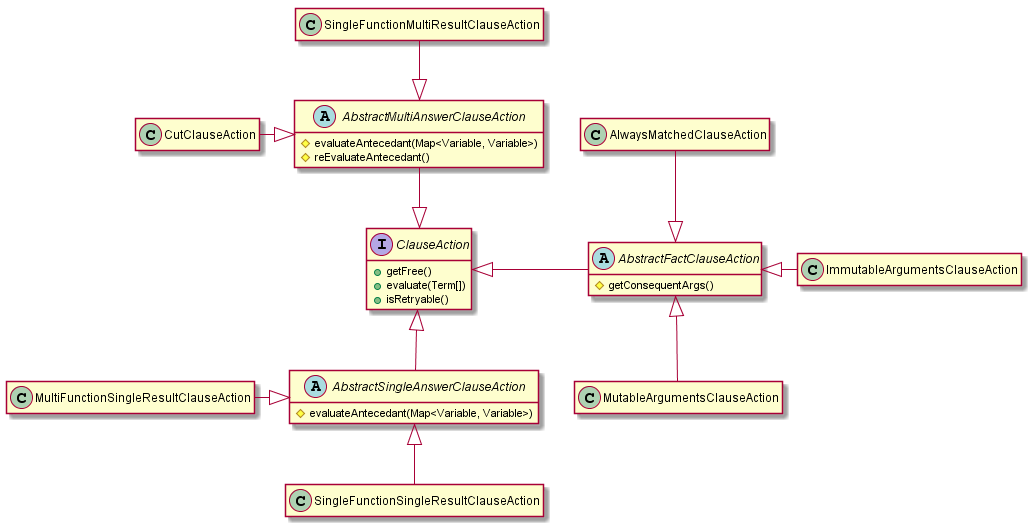 C SingleFunctionMultiResultClauseAction
A AbstractMultiAnswerClauseAction
evaluateAntecedant(Map<Variable, Variable>)
reEvaluateAntecedant()
C CutClauseAction
C AlwaysMatchedClauseAction
I ClauseAction
getFree()
evaluate(Term[])
isRetryable()
A AbstractFactClauseAction
getConsequentArgs()
C ImmutableArgumentsClauseAction
A AbstractSingleAnswerClauseAction
evaluateAntecedant(Map<Variable, Variable>)
C MultiFunctionSingleResultClauseAction
C MutableArgumentsClauseAction
C SingleFunctionSingleResultClauseAction